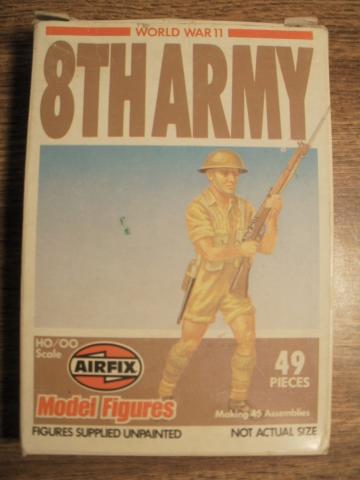 WORLD WAR 11
8TH ARMY
HO/OO
Scale
AIRFIX
Model Figures
49
PIECES
Making 45 Assemblies
FIGURES SUPPLIED UNPAINTED
NOT ACTUAL SIZE